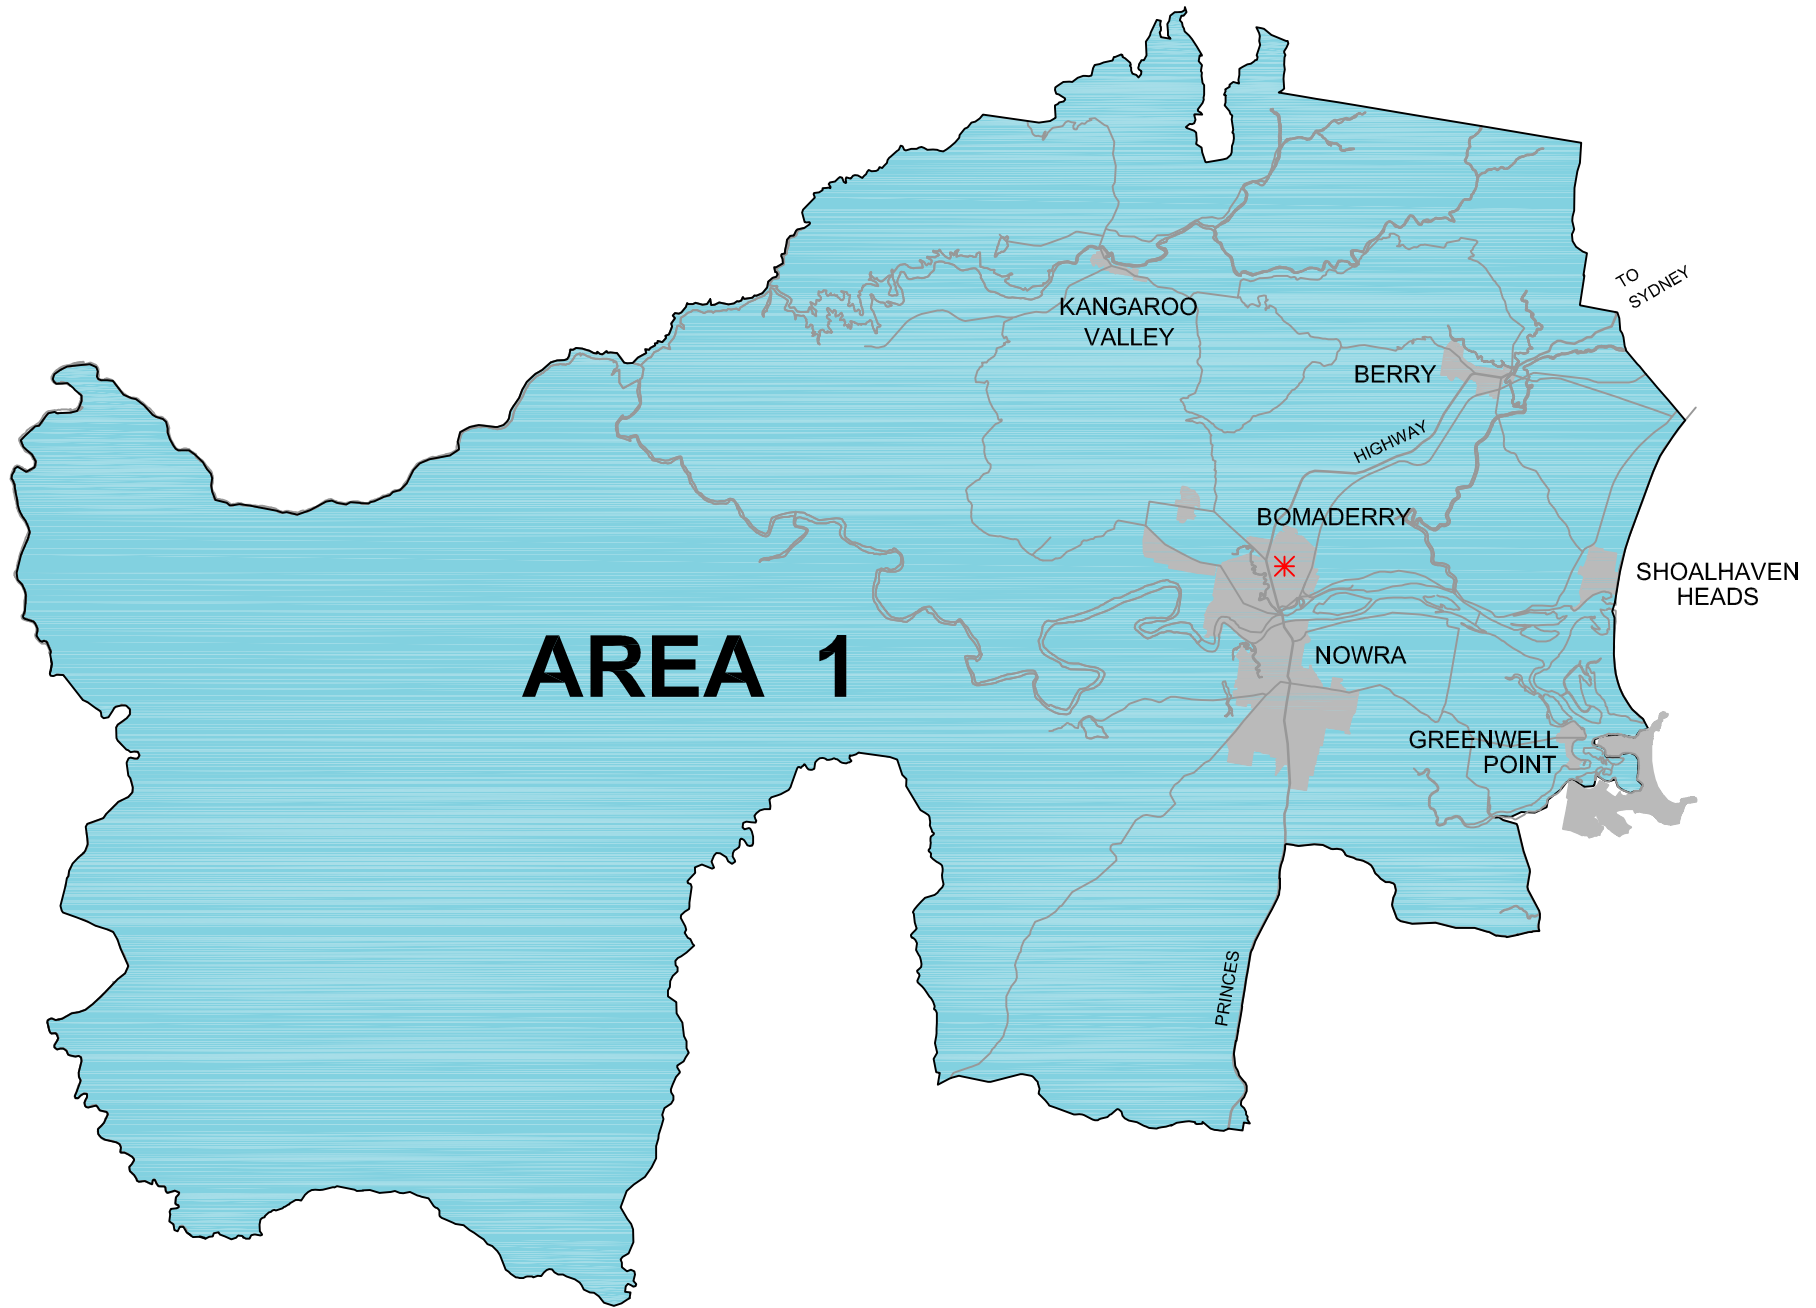 TO
SYDNEY
KANGAROO
VALLEY
BERRY
HIGHWAY
BOMADERRY
SHOALHAVEN
HEADS
AREA 1
NOWRA
GREENWELL
POINT
PRINCES